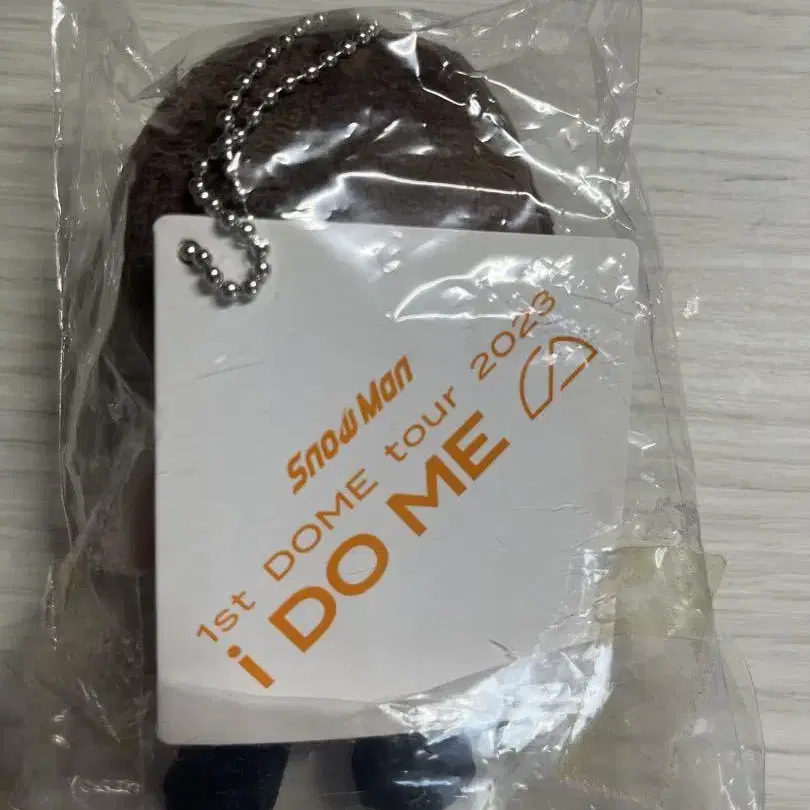 Snow Man
1st DOME tour 2023
i DO ME